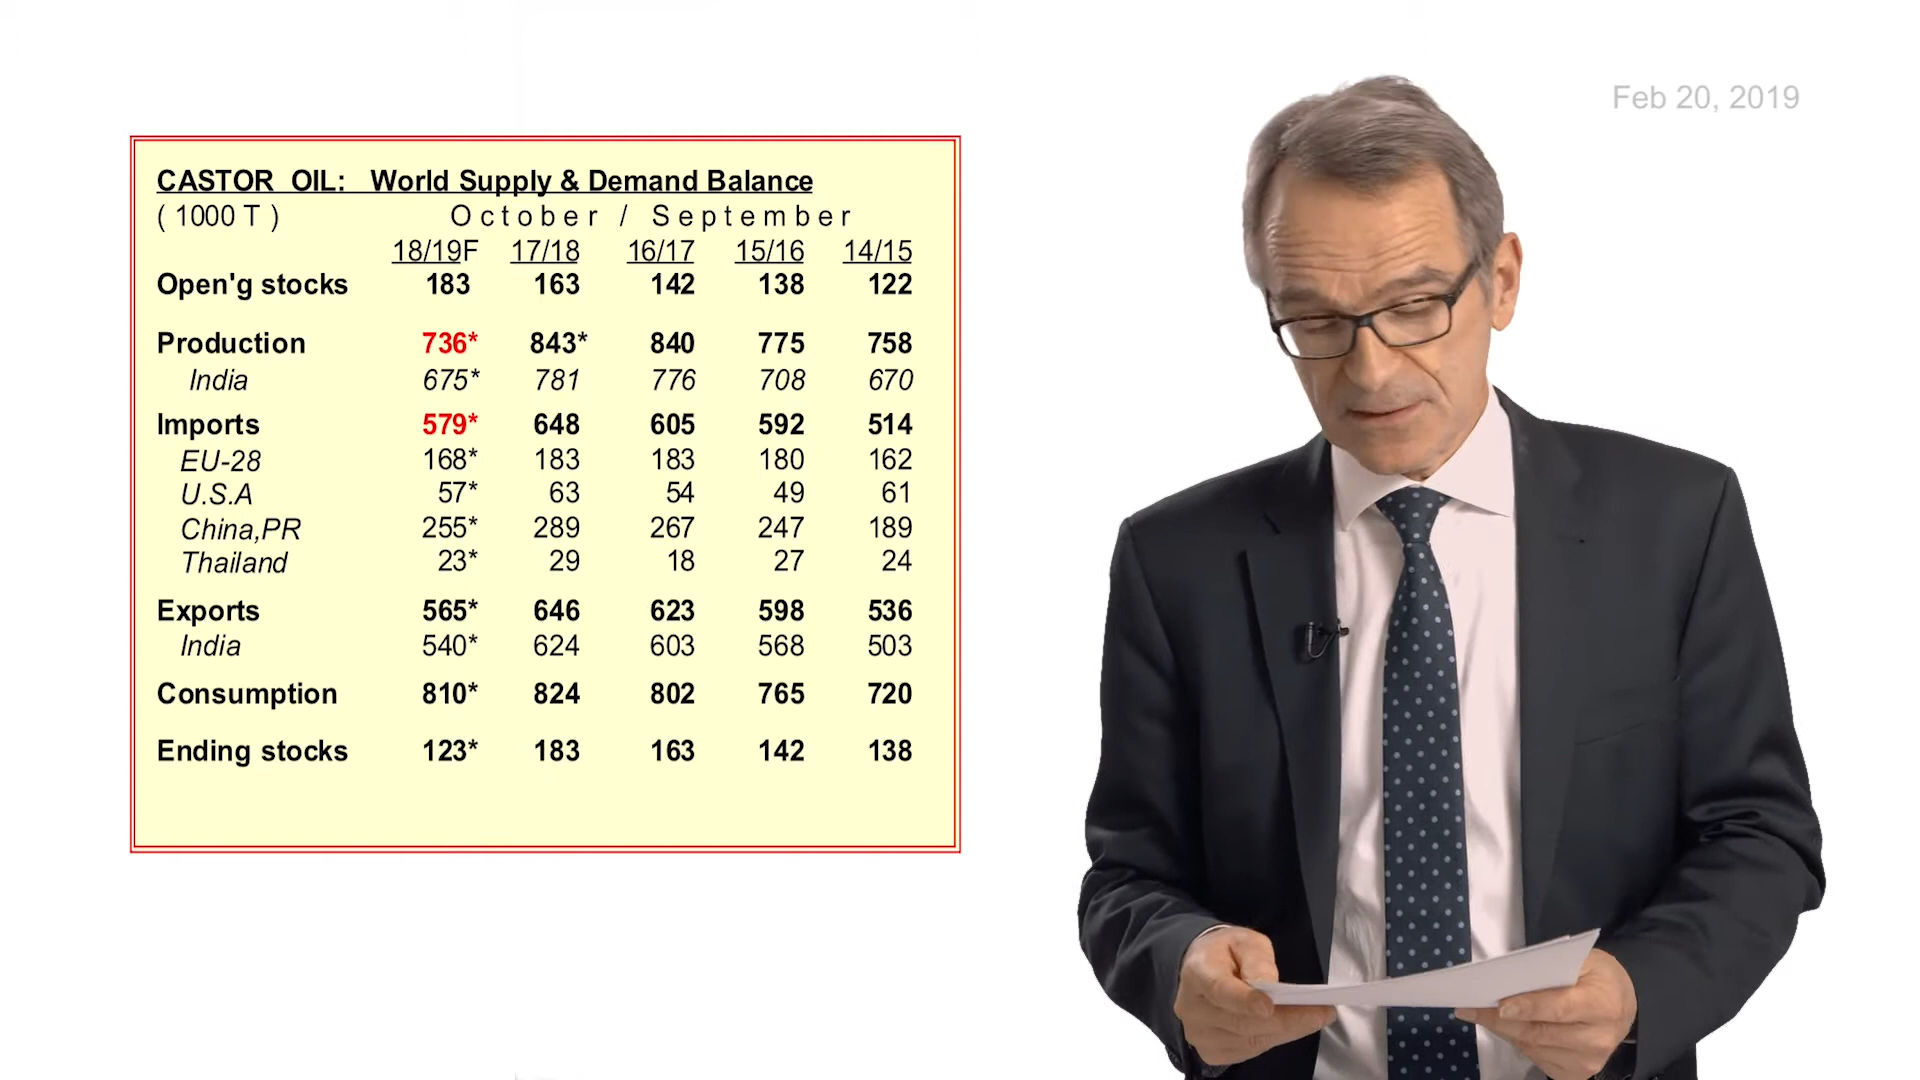 Feb 20, 2019
CASTOR OIL: World Supply & Demand Balance
( 1000 T ) October / September
18/19F 17/18 16/17 15/16 14/15
Open'g stocks 183 163 142 138 122
Production 736* 843* 840 775 758
India 675* 781 776 708 670
Imports 579* 648 605 592 514
EU-28 168* 183 183 180 162
U.S.A 57* 63 54 49 61
China,PR 255* 289 267 247 189
Thailand 23* 29 18 27 24
Exports 565* 646 623 598 536
India 540* 624 603 568 503
Consumption 810* 824 802 765 720
Ending stocks 123* 183 163 142 138